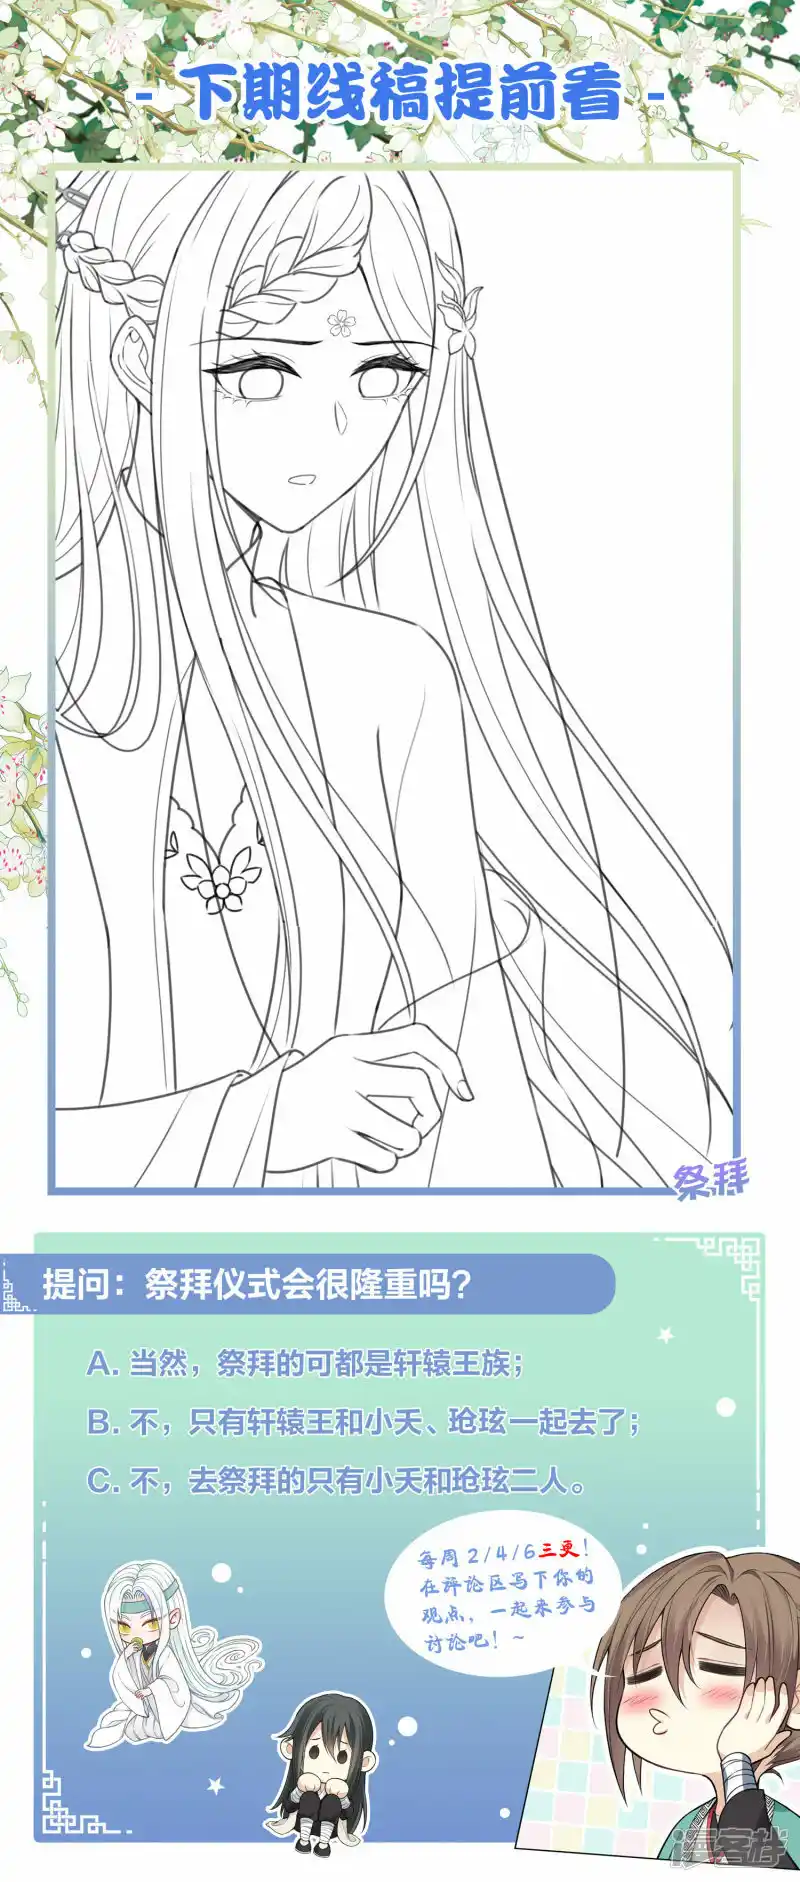 - 下期线稿提前看 -
祭拜
提问：祭拜仪式会很隆重吗？
A. 当然，祭拜的可都是轩辕王族；
B. 不，只有轩辕王和小夭、玱玹一起去了；
C. 不，去祭拜的只有小夭和玱玹二人。
每周 2/4/6三更！
在评论区写下你的
观点，一起来参与
讨论吧！~
漫客栈